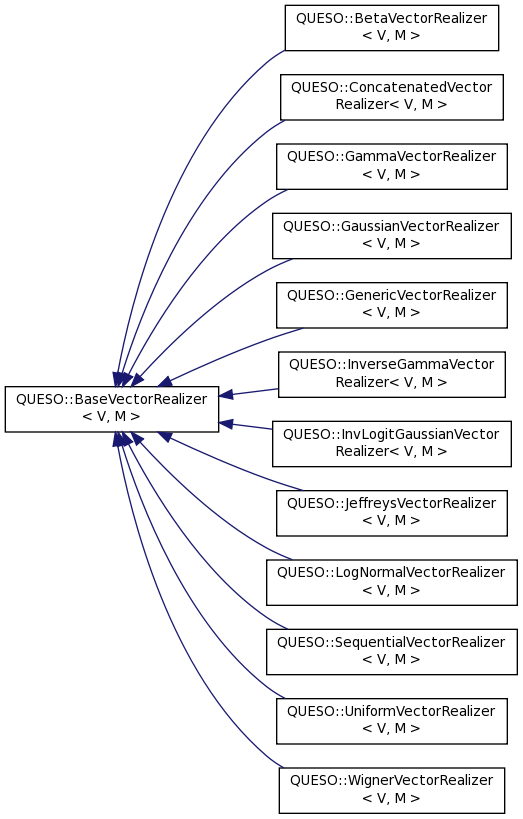 QUESO::BetaVectorRealizer
< V, M >
QUESO::ConcatenatedVector
Realizer< V, M >
QUESO::GammaVectorRealizer
< V, M >
QUESO::GaussianVectorRealizer
< V, M >
QUESO::GenericVectorRealizer
< V, M >
QUESO::InverseGammaVector
Realizer< V, M >
QUESO::BaseVectorRealizer
< V, M >
QUESO::InvLogitGaussianVector
Realizer< V, M >
QUESO::JeffreysVectorRealizer
< V, M >
QUESO::LogNormalVectorRealizer
< V, M >
QUESO::SequentialVectorRealizer
< V, M >
QUESO::UniformVectorRealizer
< V, M >
QUESO::WignerVectorRealizer
< V, M >